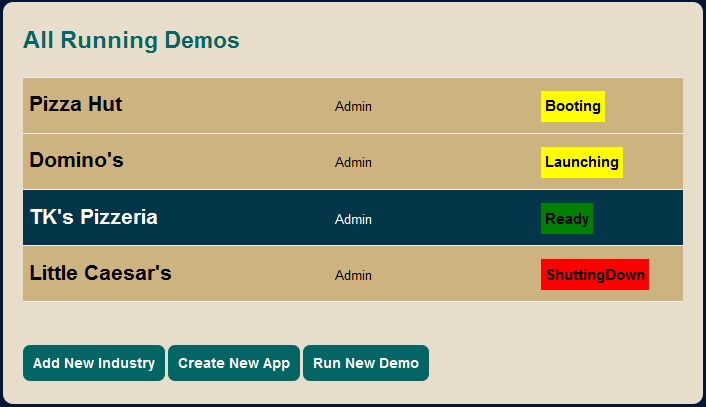 All Running Demos
Pizza Hut Admin Booting
Domino's Admin Launching
TK's Pizzeria Admin Ready
Little Caesar's Admin ShuttingDown
Add New Industry Create New App Run New Demo